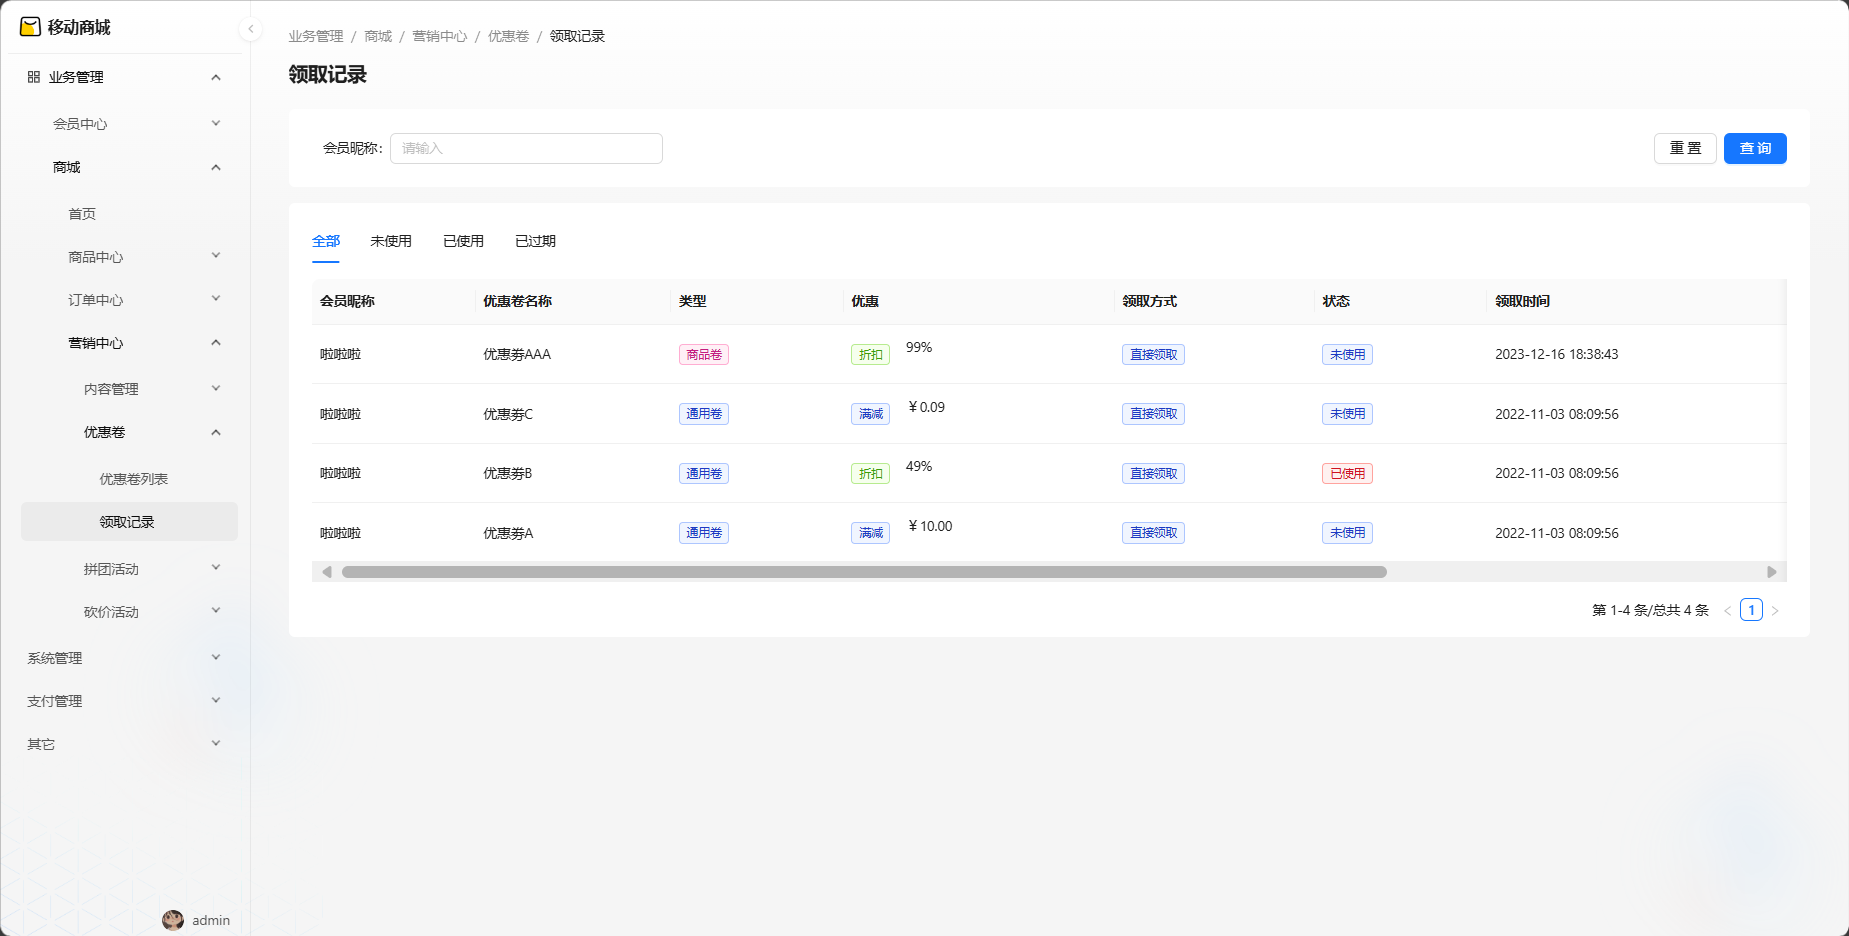 移动商城
业务管理
会员中心
商城
首页
商品中心
订单中心
营销中心
内容管理
优惠卷
优惠卷列表
领取记录
拼团活动
砍价活动
系统管理
支付管理
其它
admin
业务管理 / 商城 / 营销中心 / 优惠卷 / 领取记录
领取记录
会员昵称: 请输入 重 置 查 询
全部 未使用 已使用 已过期
会员昵称 优惠卷名称 类型 优惠 领取方式 状态 领取时间
啦啦啦 优惠劵AAA 商品卷 折扣 99% 直接领取 未使用 2023-12-16 18:38:43
啦啦啦 优惠劵C 通用卷 满减 ¥0.09 直接领取 未使用 2022-11-03 08:09:56
啦啦啦 优惠劵B 通用卷 折扣 49% 直接领取 已使用 2022-11-03 08:09:56
啦啦啦 优惠劵A 通用卷 满减 ¥10.00 直接领取 未使用 2022-11-03 08:09:56
第 1-4 条/总共 4 条 < 1 >